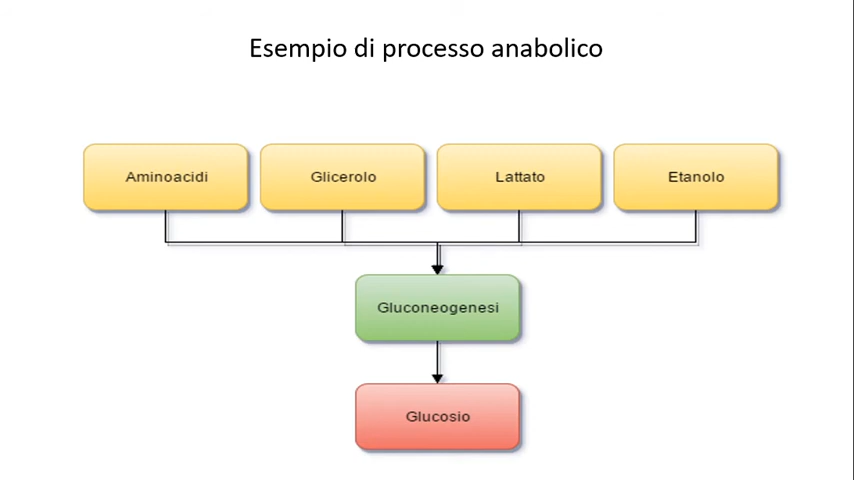 Esempio di processo anabolico
Aminoacidi
Glicerolo
Lattato
Etanolo
Gluconeogenesi
Glucosio